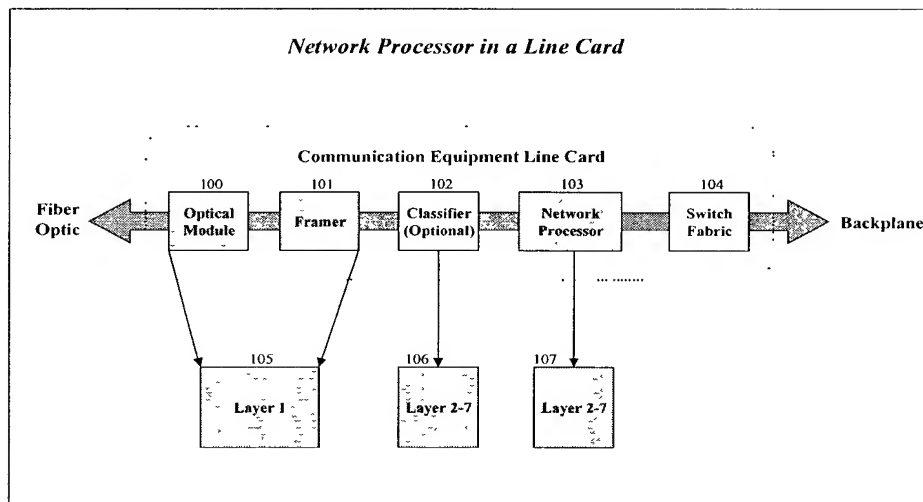 Network Processor in a Line Card
Communication Equipment Line Card
100
101
102
103
104
Fiber
Optic
Optical
Module
Framer
Classifier
(Optional)
Network
Processor
Switch
Fabric
Backplane
105
106
107
Layer 1
Layer 2-7
Layer 2-7